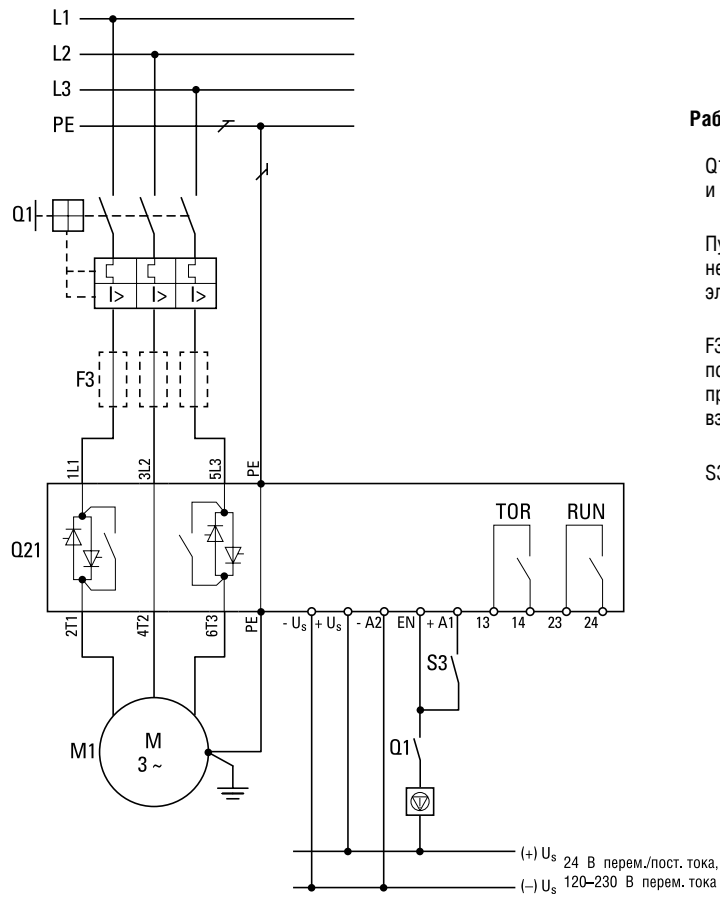 L1
L2
L3
PE
Раб
Q1
Q1
и
Пу
не
I> I> I>
эл
F3
F3
по
пр
вз
1L1 3L2 5L3 PE
S3
TOR RUN
Q21
2T1 4T2 6T3 PE - Us + Us - A2 EN + A1 13 14 23 24
S3
M1 M
3 ~
Q1
(+) Us 24 В перем./пост. тока,
(–) Us 120–230 В перем. тока